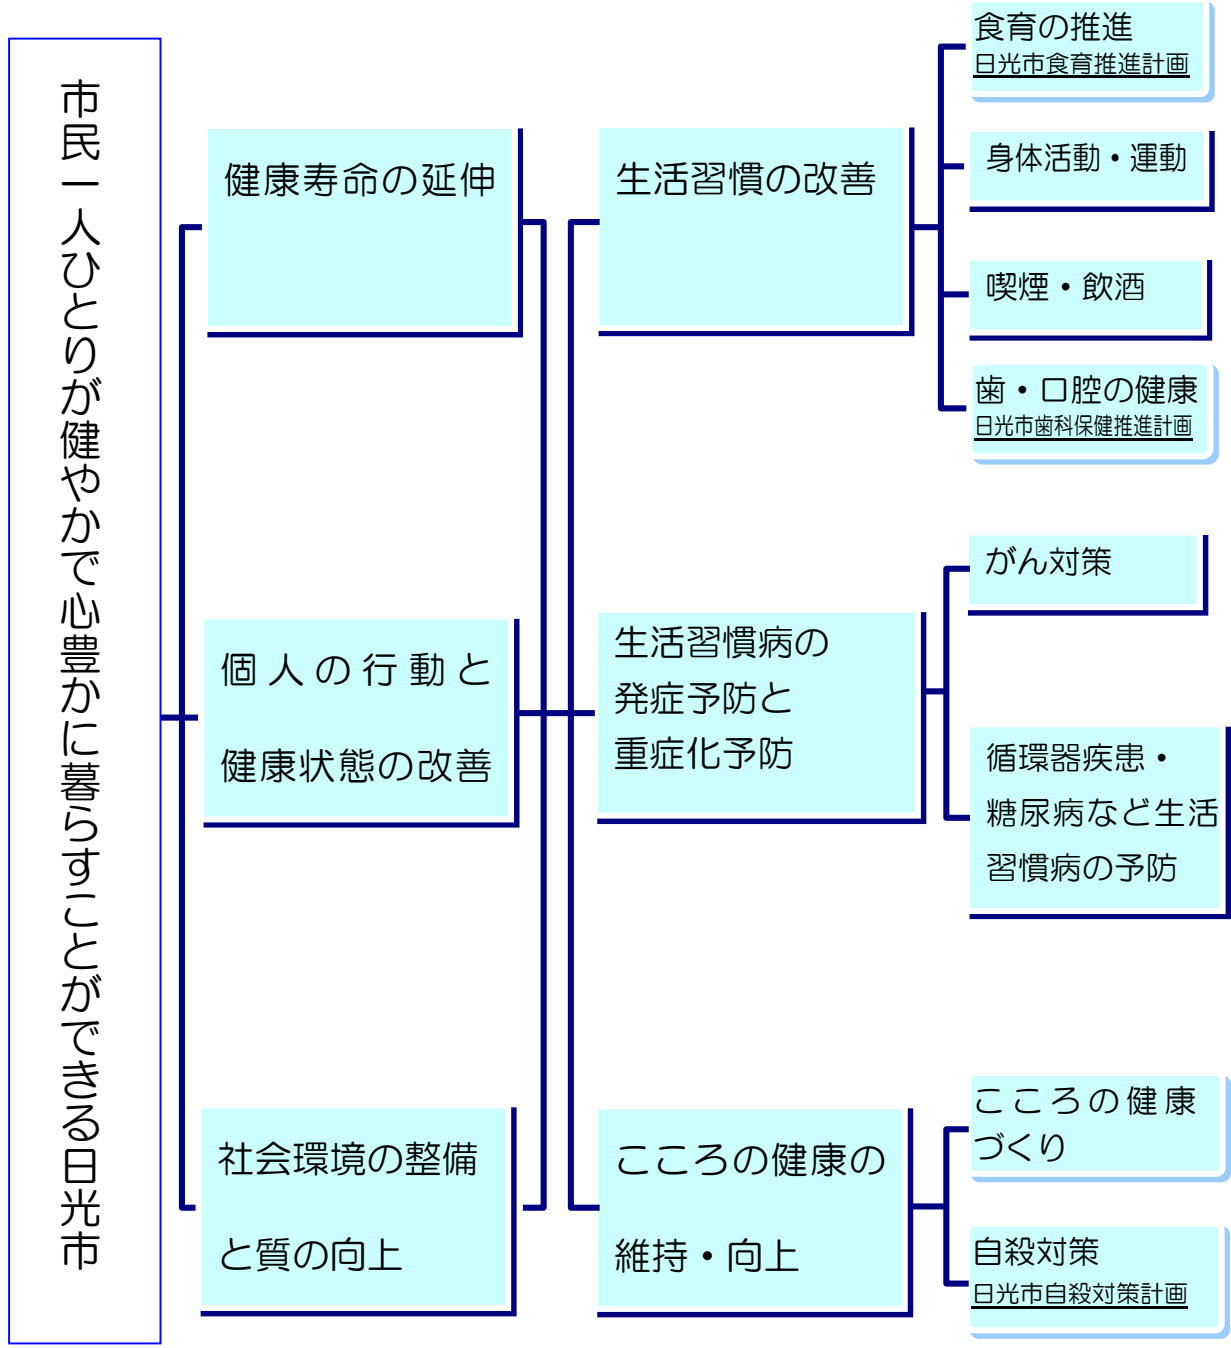 市民一人ひとりが健やかで心豊かに暮らすことができる日光市
健康寿命の延伸
個人の行動と
健康状態の改善
社会環境の整備
と質の向上
生活習慣の改善
生活習慣病の
発症予防と
重症化予防
こころの健康の
維持・向上
食育の推進
日光市食育推進計画
身体活動・運動
喫煙・飲酒
歯・口腔の健康
日光市歯科保健推進計画
がん対策
循環器疾患・
糖尿病など生活
習慣病の予防
こころの健康
づくり
自殺対策
日光市自殺対策計画